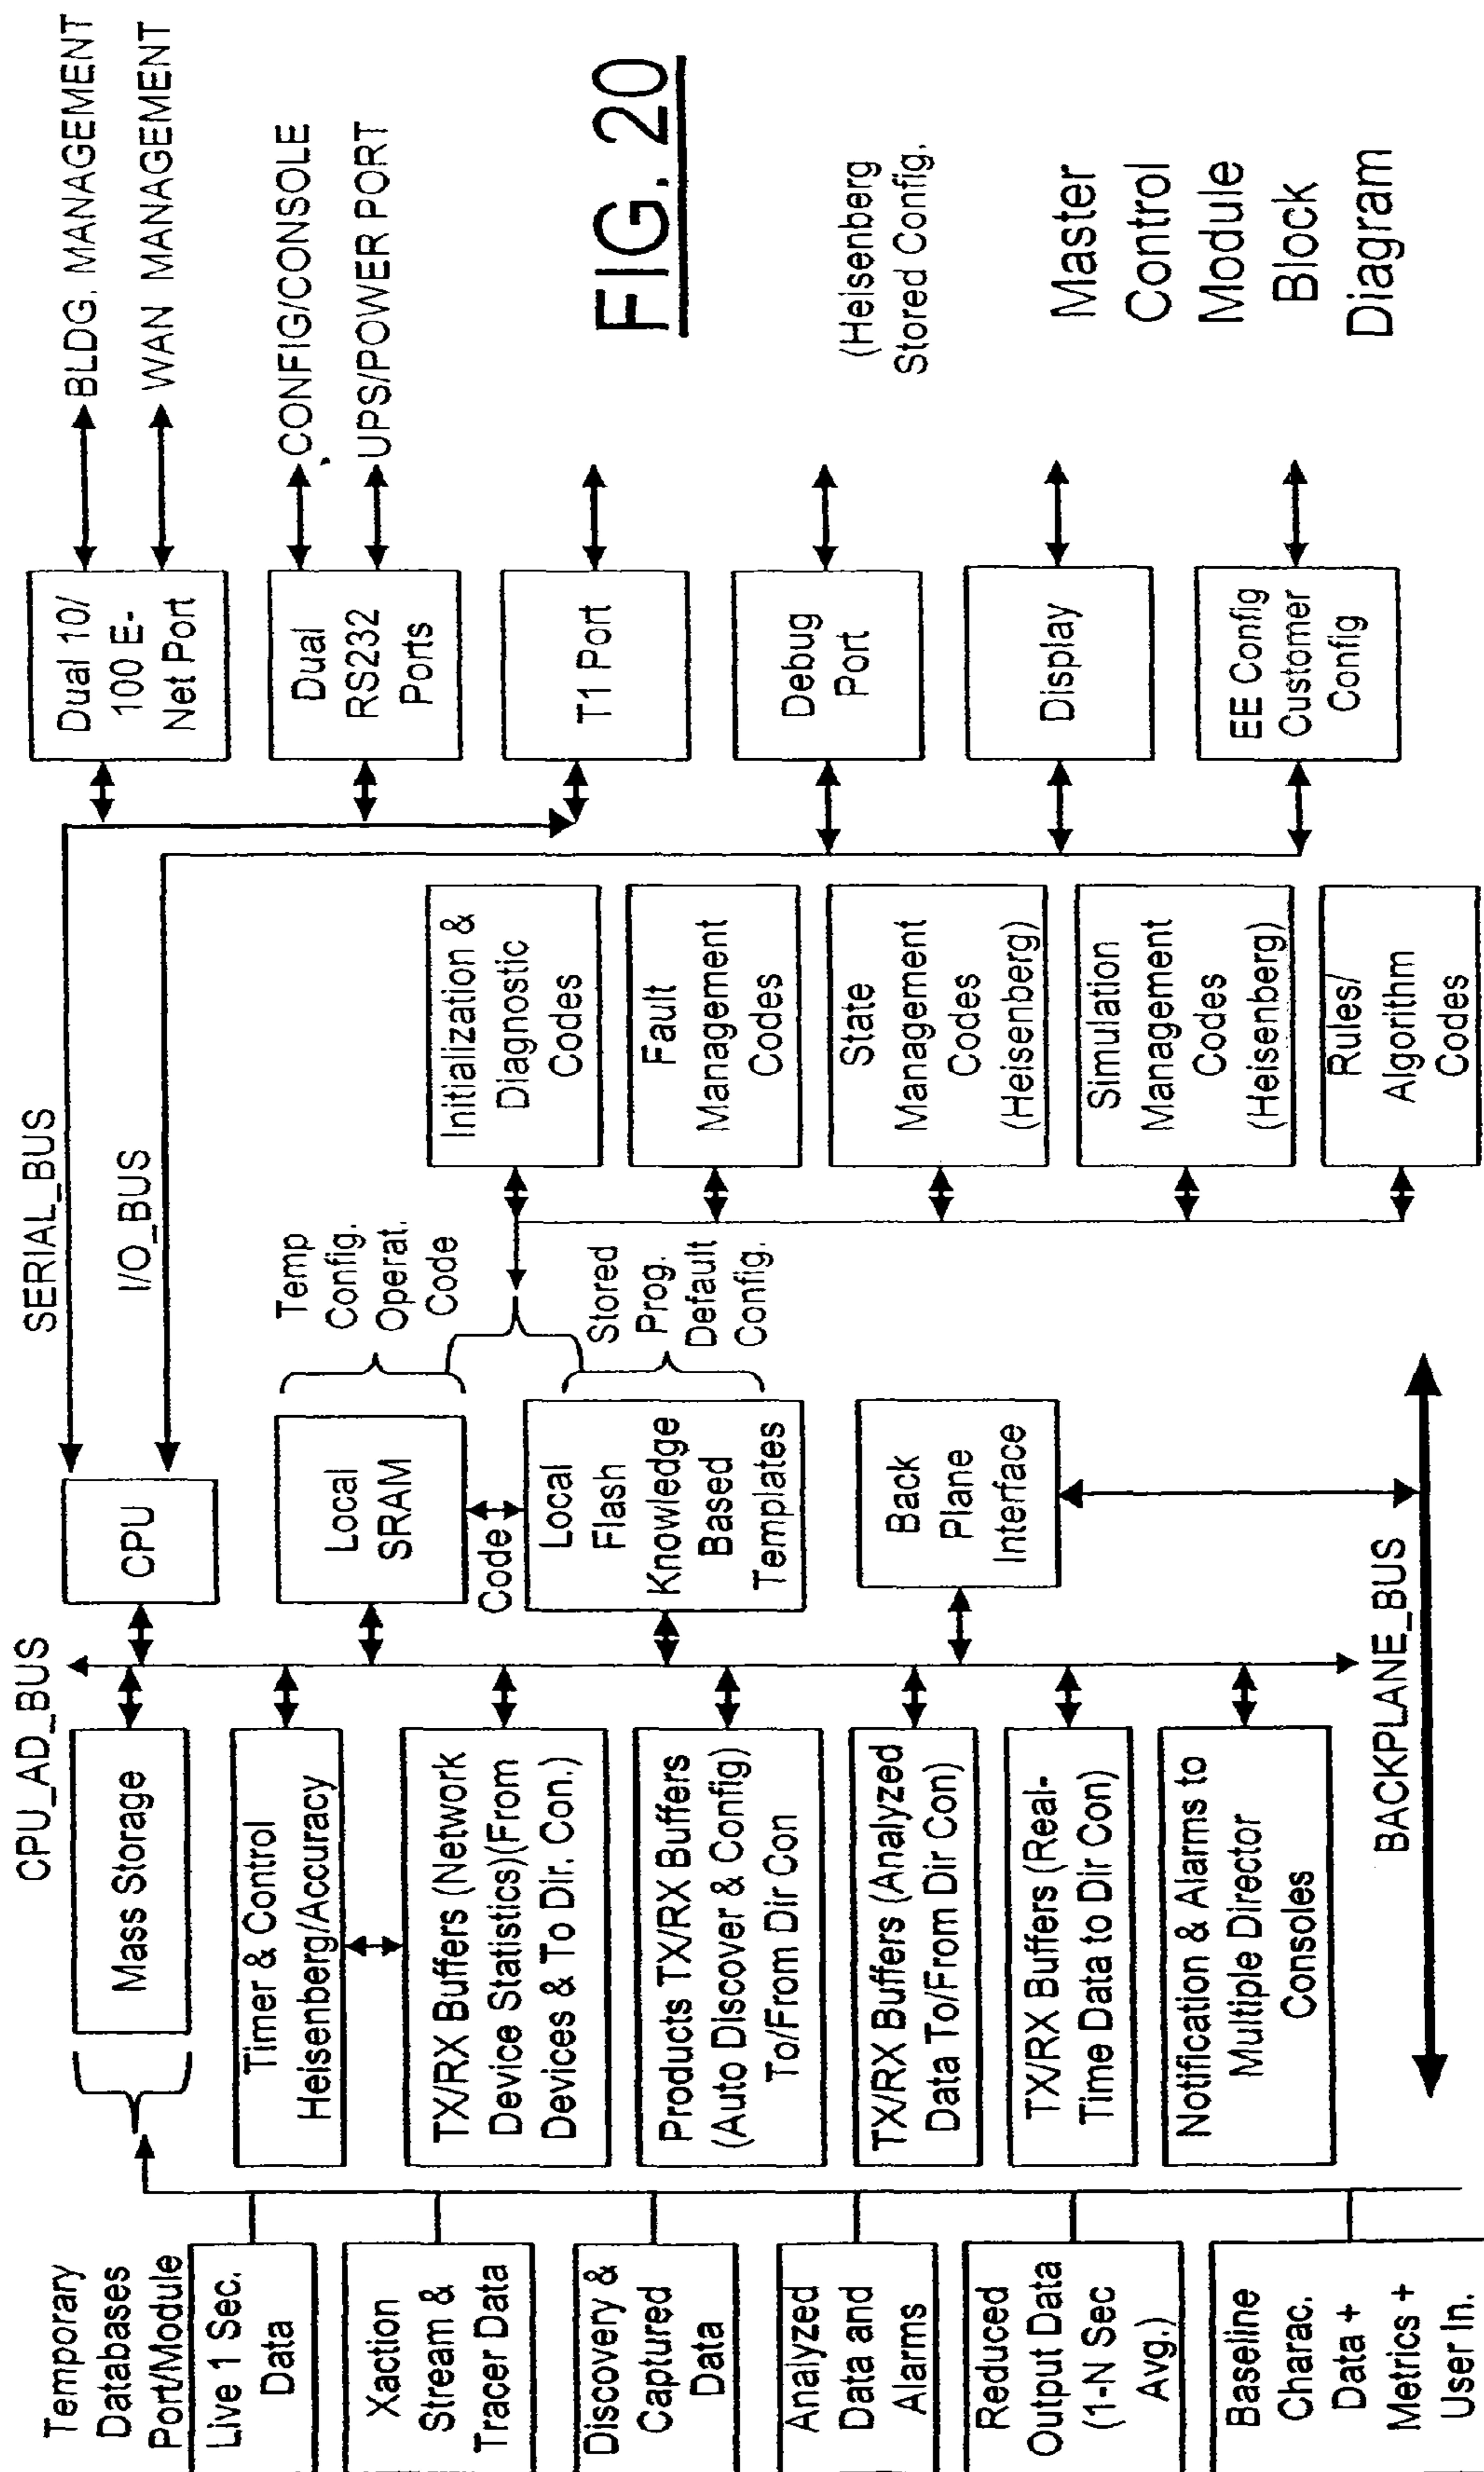 Temporary
Databases
Port/Module
Live 1 Sec.
Data
Xaction
Stream &
Tracer Data
Discovery &
Captured
Data
Analyzed
Data and
Alarms
Reduced
Output Data
(1-N Sec
Avg.)
Baseline
Charac.
Data +
Metrics +
User In.
CPU_AD_BUS
Mass Storage
Timer & Control
Heisenberg/Accuracy
TX/RX Buffers (Network
Device Statistics)(From
Devices & To Dir. Con.)
Products TX/RX Buffers
(Auto Discover & Config)
To/From Dir Con
TX/RX Buffers (Analyzed
Data To/From Dir Con)
TX/RX Buffers (Real-
Time Data to Dir Con)
Notification & Alarms to
Multiple Director
Consoles
BACKPLANE_BUS
CPU
Local
SRAM
Code
Local
Flash
Knowledge
Based
Templates
Back
Plane
Interface
SERIAL_BUS
I/O_BUS
Temp
Config.
Operat.
Code
Stored
Prog.
Default
Config.
Initialization &
Diagnostic
Codes
Fault
Management
Codes
State
Management
Codes
(Heisenberg)
Simulation
Management
Codes
(Heisenberg)
Rules/
Algorithm
Codes
Dual 10/
100 E-
Net Port
Dual
RS232
Ports
T1 Port
Debug
Port
Display
EE Config
Customer
Config
BLDG. MANAGEMENT
WAN MANAGEMENT
CONFIG/CONSOLE
UPS/POWER PORT
FIG. 20
(Heisenberg
Stored Config.
Master
Control
Module
Block
Diagram